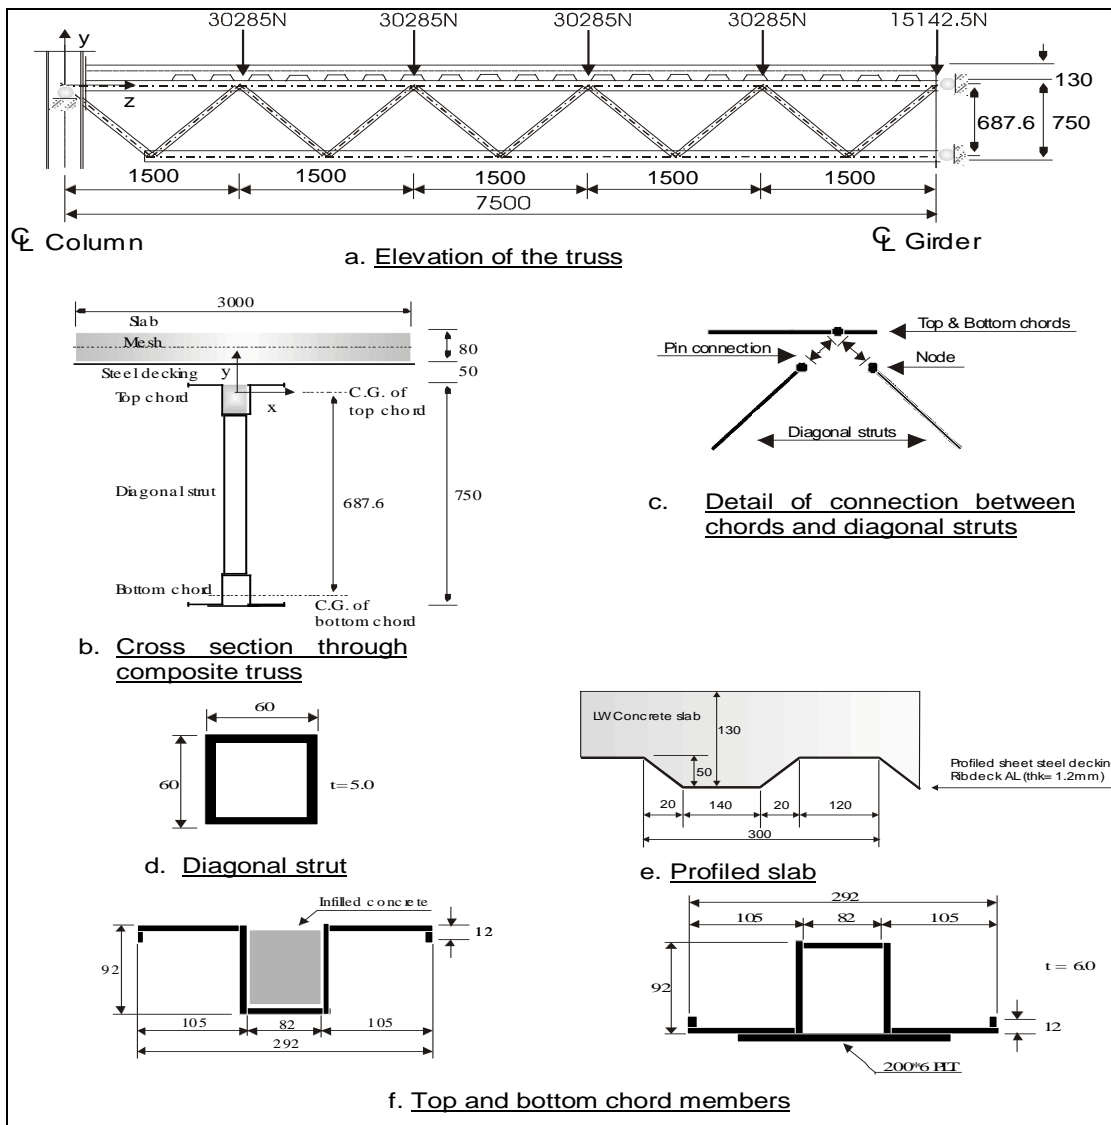 30285N 30285N 30285N 30285N 15142.5N
y
z
130
687.6 750
1500 1500 1500 1500 1500
7500
℄ Column
℄ Girder
a. Elevation of the truss
3000
Slab
Mesh
80
Steel decking
50
y
Top chord
x
C.G. of
top chord
Diagonal strut
687.6
750
Bottom chord
C.G. of
bottom chord
b. Cross section through
composite truss
Top & Bottom chords
Pin connection
Node
Diagonal struts
c. Detail of connection between
chords and diagonal struts
60
60
t=5.0
d. Diagonal strut
LW Concrete slab
130
50
Profiled sheet steel deckin
Ribdeck AL (thk= 1.2mm)
20 140 20 120
300
e. Profiled slab
Infilled concrete
12
92
105 82 105
292
292
105 82 105
t = 6.0
92
12
200*6 PLT
f. Top and bottom chord members